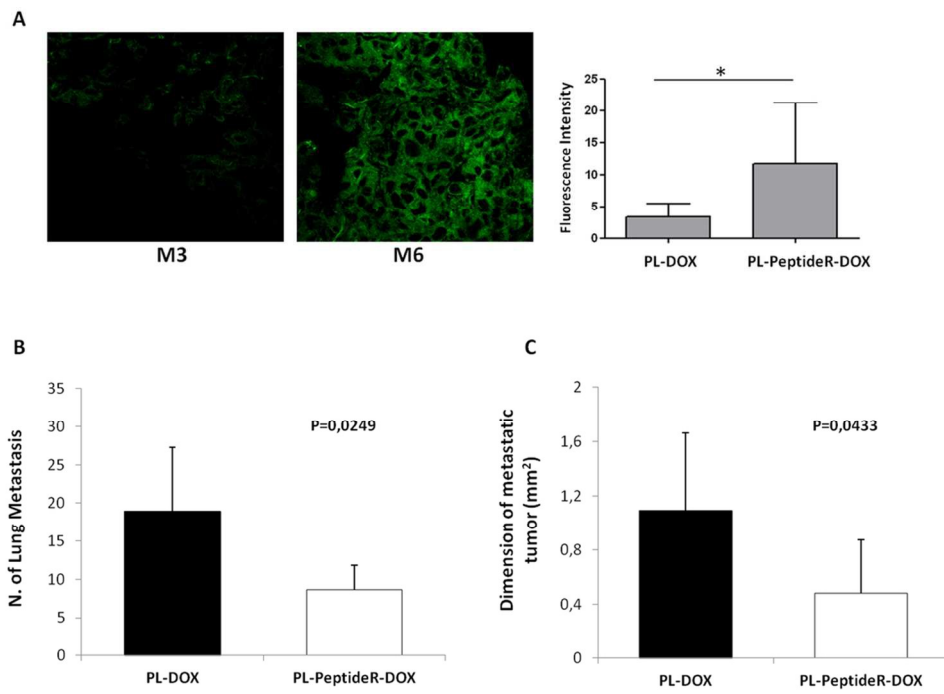 A
M3
M6
Fluorescence Intensity
25
20
15
10
5
0
*
PL-DOX
PL-PeptideR-DOX
B
N. of Lung Metastasis
35
30
25
20
15
10
5
0
P=0,0249
PL-DOX
PL-PeptideR-DOX
C
Dimension of metastatic
tumor (mm²)
2
1,6
1,2
0,8
0,4
0
P=0,0433
PL-DOX
PL-PeptideR-DOX